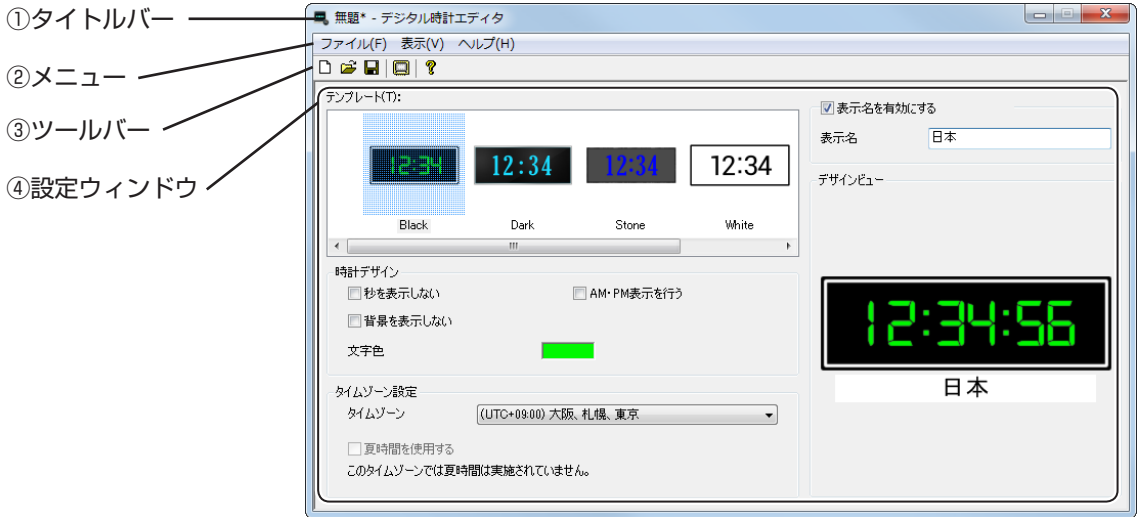 ①タイトルバー
②メニュー
③ツールバー
④設定ウィンドウ
無題* - デジタル時計エディタ
ファイル(F) 表示(V) ヘルプ(H)
テンプレート(T):
12:34
12:34
12:34
12:34
Black
Dark
Stone
White
時計デザイン
秒を表示しない
AM・PM表示を行う
背景を表示しない
文字色
タイムゾーン設定
タイムゾーン
(UTC+09:00) 大阪、札幌、東京
夏時間を使用する
このタイムゾーンでは夏時間は実施されていません。
表示名を有効にする
表示名
日本
デザインビュー
12:34:56
日本